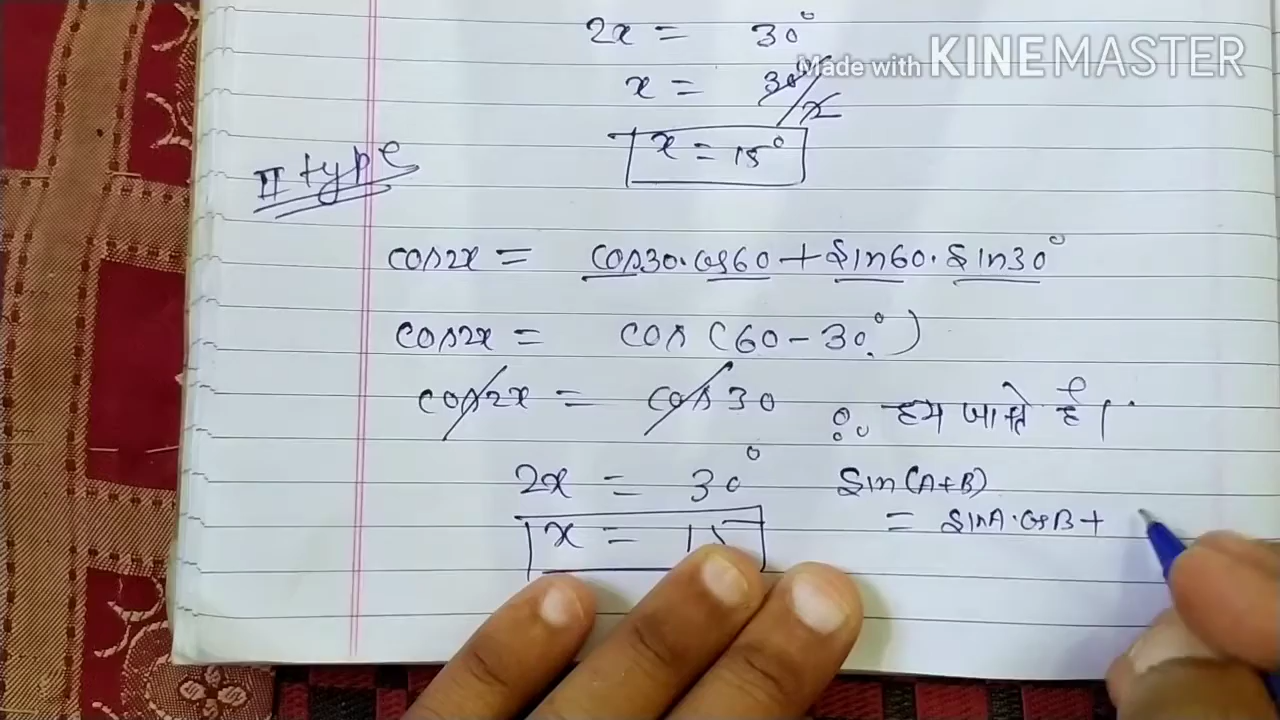 2x = 30°
Made with KINEMASTER
x = 30°/2
x = 15°
II type
cos2x = cos30·cos60 + sin60·sin30°
cos2x = cos(60 - 30°)
cos2x = cos30
∵ हम जानते है।
2x = 30°
sin(A+B)
x = 15
= sinA·cosB +